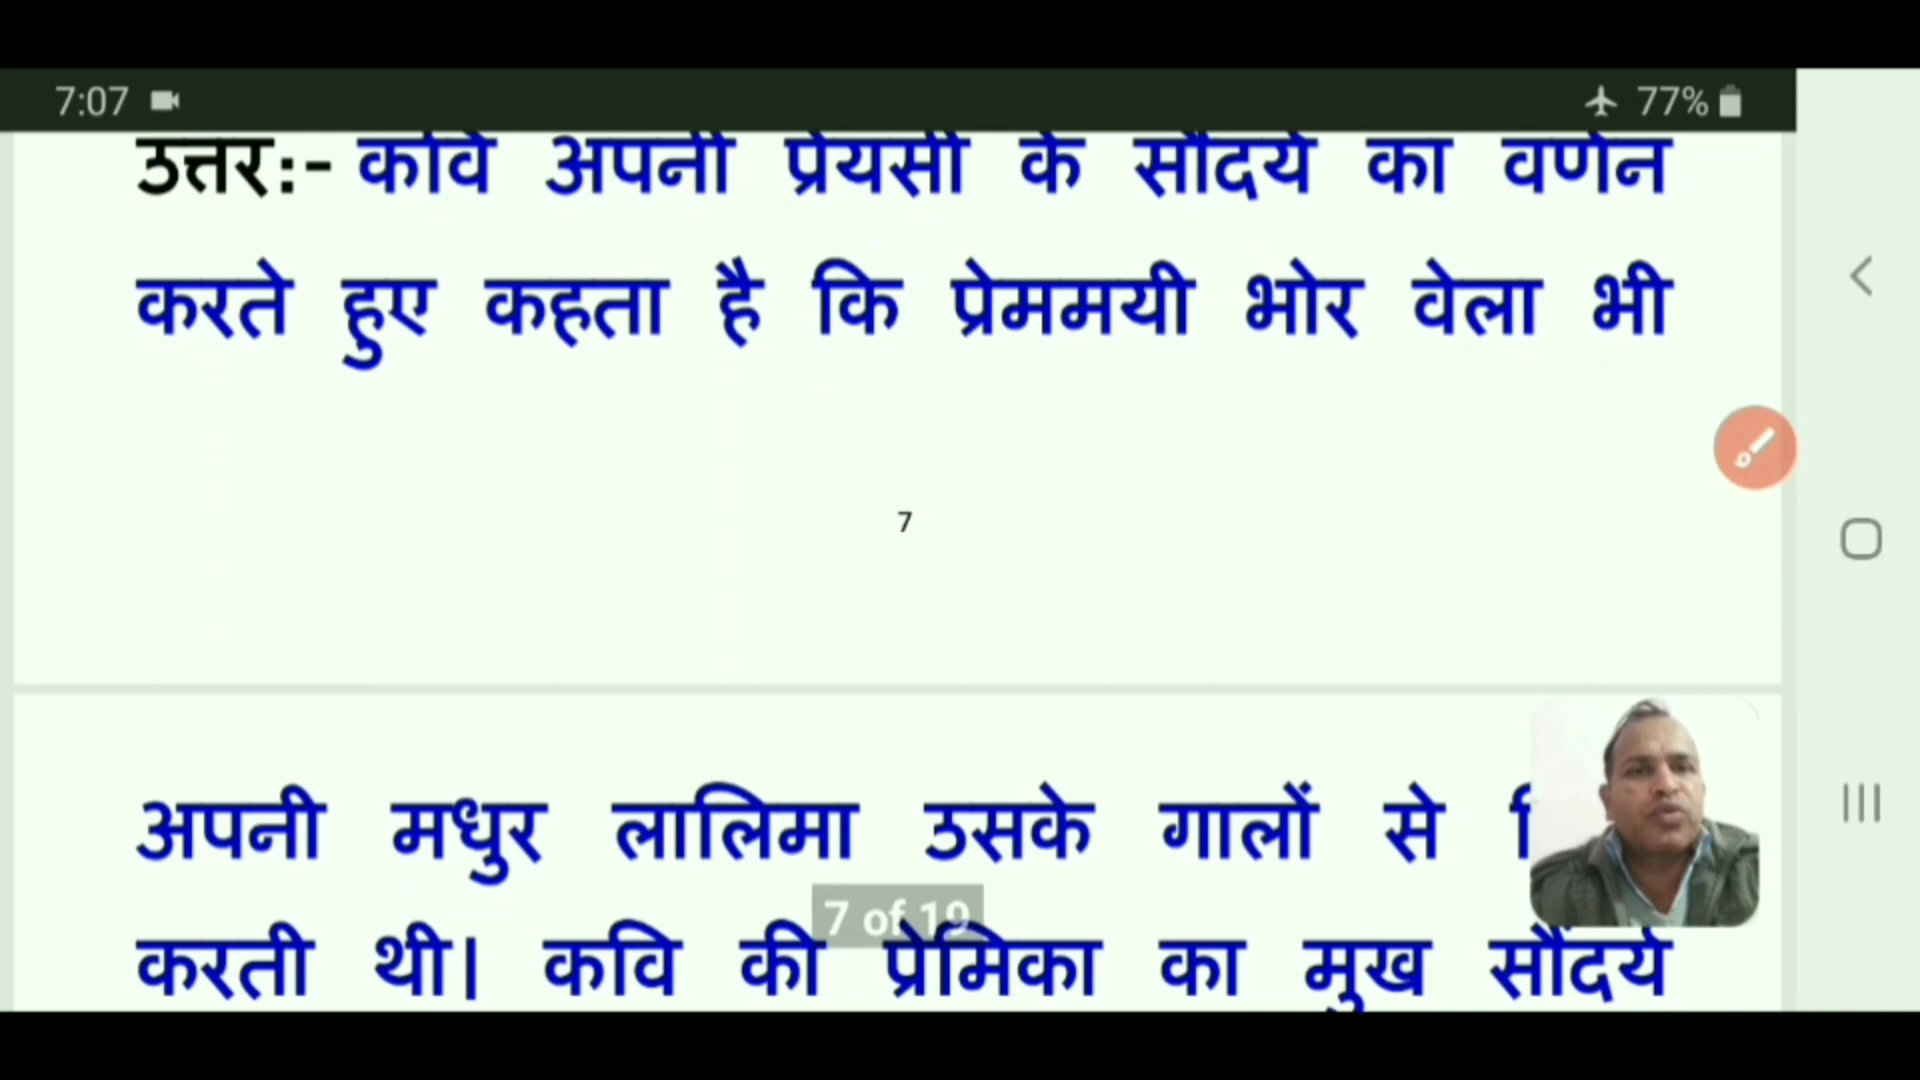 7:07
77%
उत्तर:- कवि अपनी प्रेयसी के सौंदर्य का वर्णन
करते हुए कहता है कि प्रेममयी भोर वेला भी
7
अपनी मधुर लालिमा उसके गालों से
7 of 19
करती थी। कवि की प्रेमिका का मुख सौंदर्य